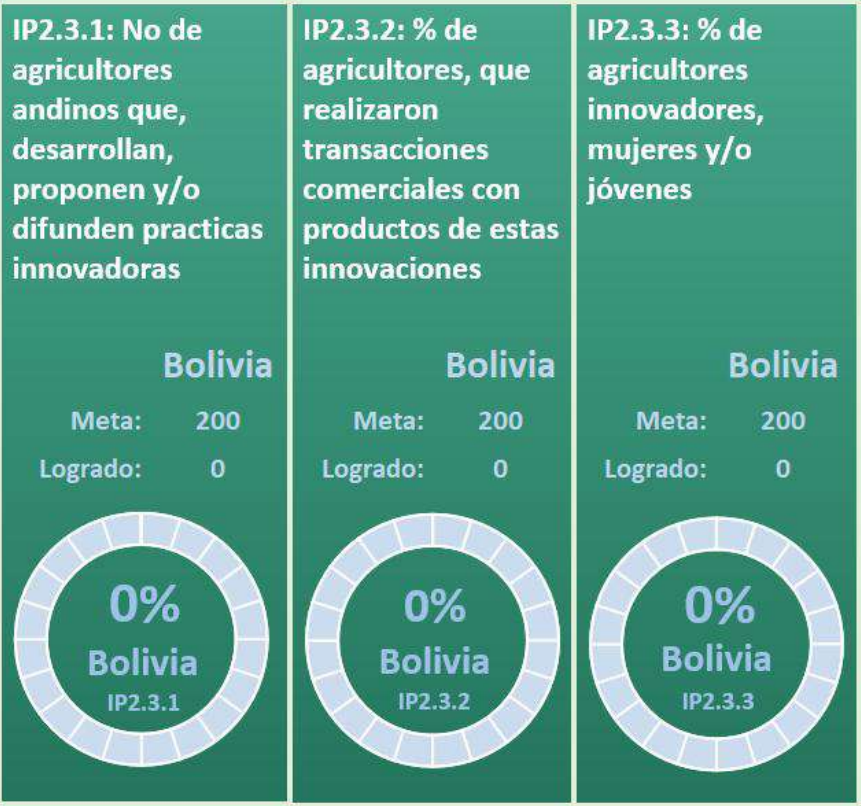 IP2.3.1: No de
agricultores
andinos que,
desarrollan,
proponen y/o
difunden practicas
innovadoras
Bolivia
Meta: 200
Logrado: 0
0%
Bolivia
IP2.3.1
IP2.3.2: % de
agricultores, que
realizaron
transacciones
comerciales con
productos de estas
innovaciones
Bolivia
Meta: 200
Logrado: 0
0%
Bolivia
IP2.3.2
IP2.3.3: % de
agricultores
innovadores,
mujeres y/o
jóvenes
Bolivia
Meta: 200
Logrado: 0
0%
Bolivia
IP2.3.3